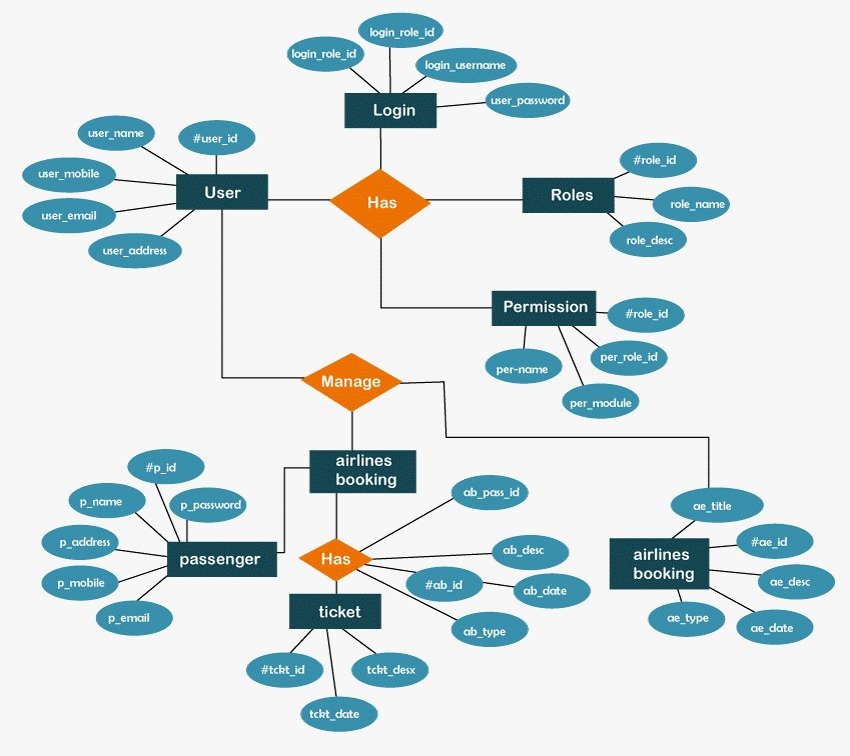 login_role_id
login_role_id
login_username
user_password
Login
user_name
#user_id
user_mobile
User
user_email
user_address
Has
Roles
#role_id
role_name
role_desc
Permission
#role_id
per-name
per_role_id
per_module
Manage
airlines
booking
#p_id
p_name
p_password
p_address
passenger
p_mobile
p_email
Has
ab_pass_id
ab_desc
#ab_id
ab_date
ab_type
ticket
#tckt_id
tckt_desx
tckt_date
ae_title
airlines
booking
#ae_id
ae_desc
ae_type
ae_date